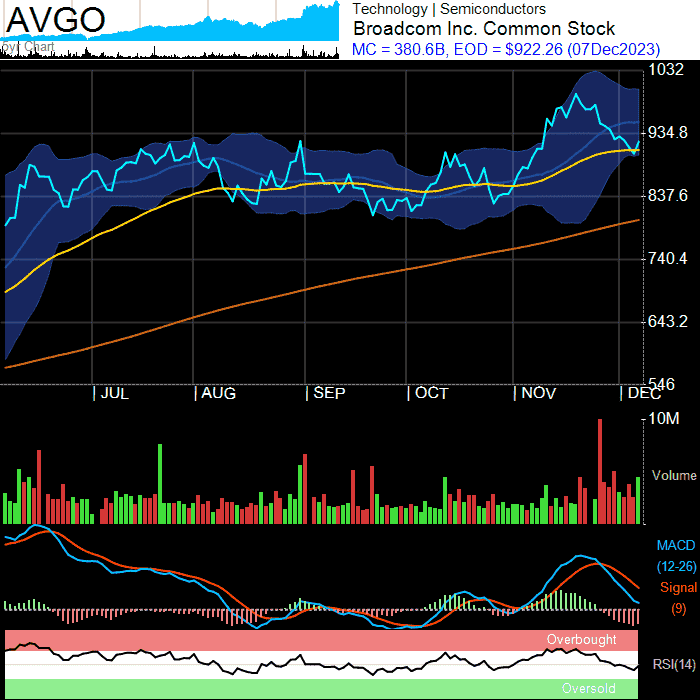 AVGO
5yr Chart
Technology | Semiconductors
Broadcom Inc. Common Stock
MC = 380.6B, EOD = $922.26 (07Dec2023)
1032
934.8
837.6
740.4
643.2
546
JUL
AUG
SEP
OCT
NOV
DEC
10M
Volume
MACD
(12-26)
Signal
(9)
Overbought
RSI(14)
Oversold